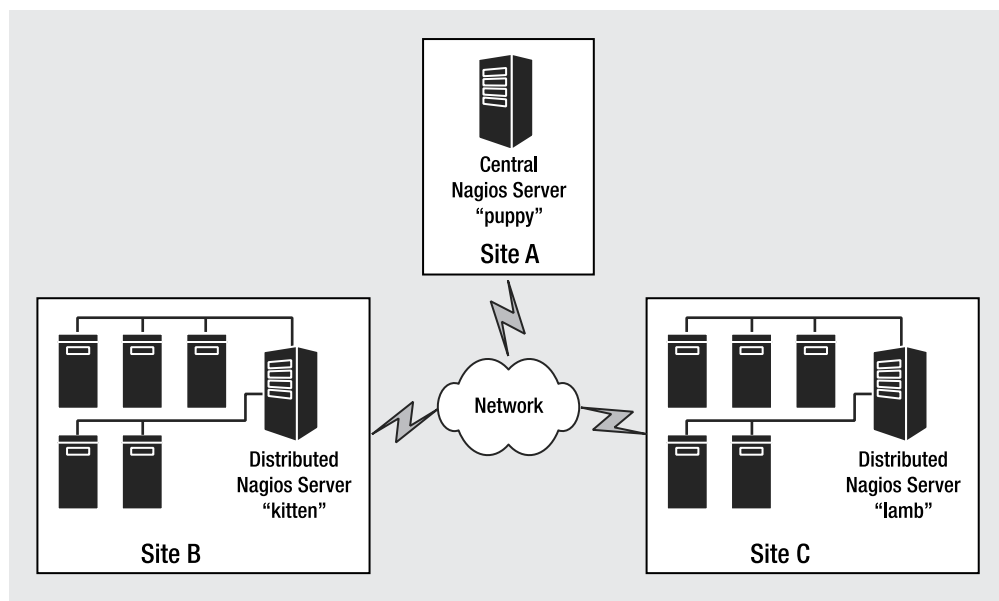 Central
Nagios Server
“puppy”
Site A
Network
Distributed
Nagios Server
“kitten”
Site B
Distributed
Nagios Server
“lamb”
Site C